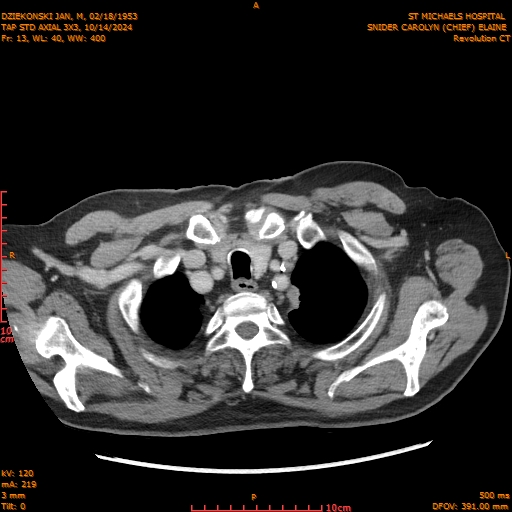 A
DZIEKONSKI JAN, M, 02/18/1953
TAP STD AXIAL 3X3, 10/14/2024
Fr: 13, WL: 40, WW: 400
ST MICHAELS HOSPITAL
SNIDER CAROLYN (CHIEF) ELAINE
Revolution CT
R
L
10
cm
kV: 120
mA: 219
3 mm
Tilt: 0
P
10cm
500 ms
DFOV: 391.00 mm